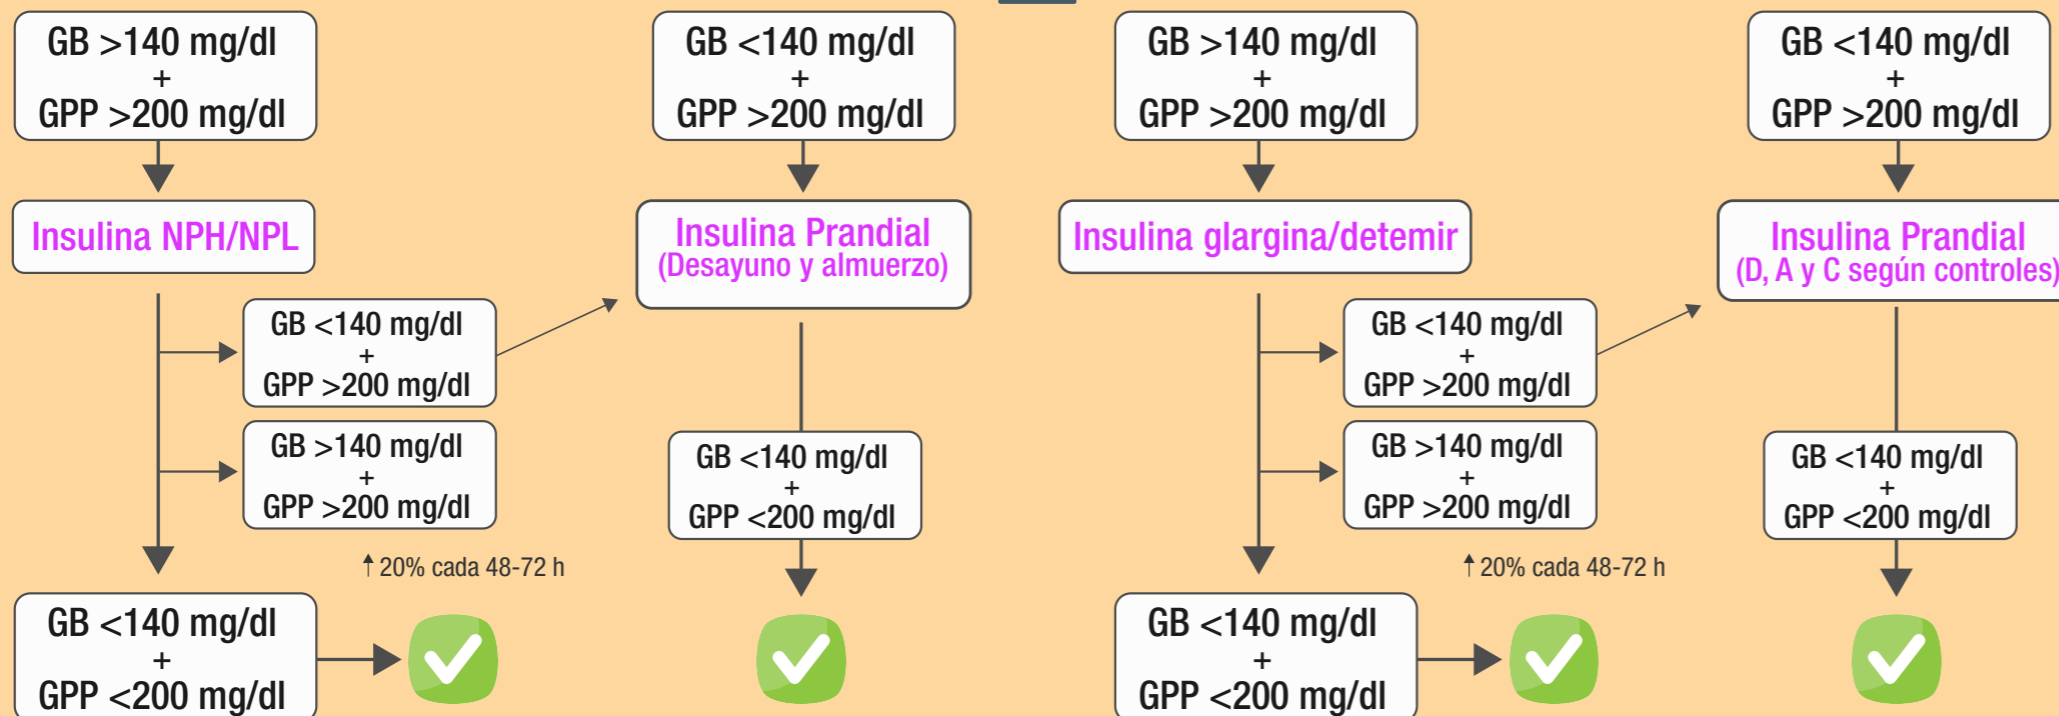 GB >140 mg/dl
+
GPP >200 mg/dl
Insulina NPH/NPL
GB <140 mg/dl
+
GPP >200 mg/dl
GB >140 mg/dl
+
GPP >200 mg/dl
↑ 20% cada 48-72 h
GB <140 mg/dl
+
GPP <200 mg/dl
GB <140 mg/dl
+
GPP >200 mg/dl
Insulina Prandial
(Desayuno y almuerzo)
GB <140 mg/dl
+
GPP <200 mg/dl
GB >140 mg/dl
+
GPP >200 mg/dl
Insulina glargina/detemir
GB <140 mg/dl
+
GPP >200 mg/dl
GB >140 mg/dl
+
GPP >200 mg/dl
↑ 20% cada 48-72 h
GB <140 mg/dl
+
GPP <200 mg/dl
GB <140 mg/dl
+
GPP >200 mg/dl
Insulina Prandial
(D, A y C según controles)
GB <140 mg/dl
+
GPP <200 mg/dl